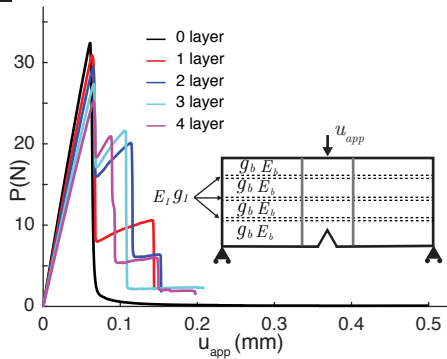 30
20
10
0
P(N)
0 layer
1 layer
2 layer
3 layer
4 layer
u_app
g_b E_b
g_b E_b
E_I g_I
g_b E_b
g_b E_b
0 0.1 0.2 0.3 0.4 0.5
u_app (mm)